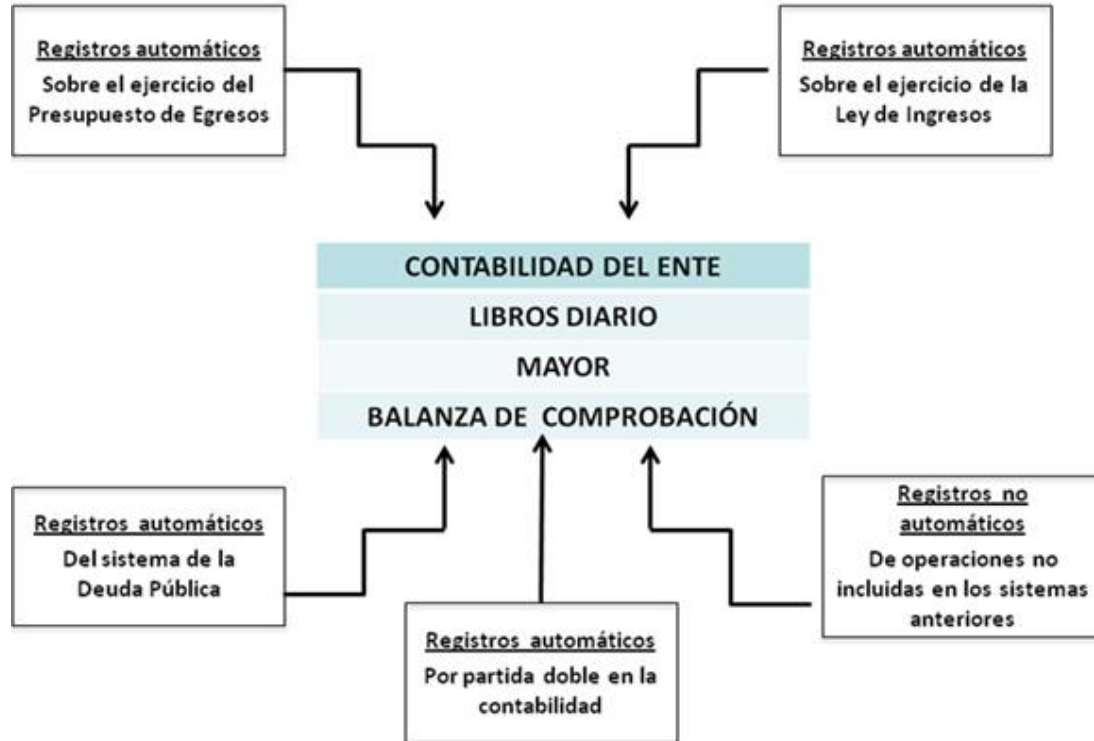 Registros automáticos
Sobre el ejercicio del
Presupuesto de Egresos
Registros automáticos
Sobre el ejercicio de la
Ley de Ingresos
CONTABILIDAD DEL ENTE
LIBROS DIARIO
MAYOR
BALANZA DE COMPROBACIÓN
Registros automáticos
Del sistema de la
Deuda Pública
Registros automáticos
Por partida doble en la
contabilidad
Registros no
automáticos
De operaciones no
incluidas en los sistemas
anteriores